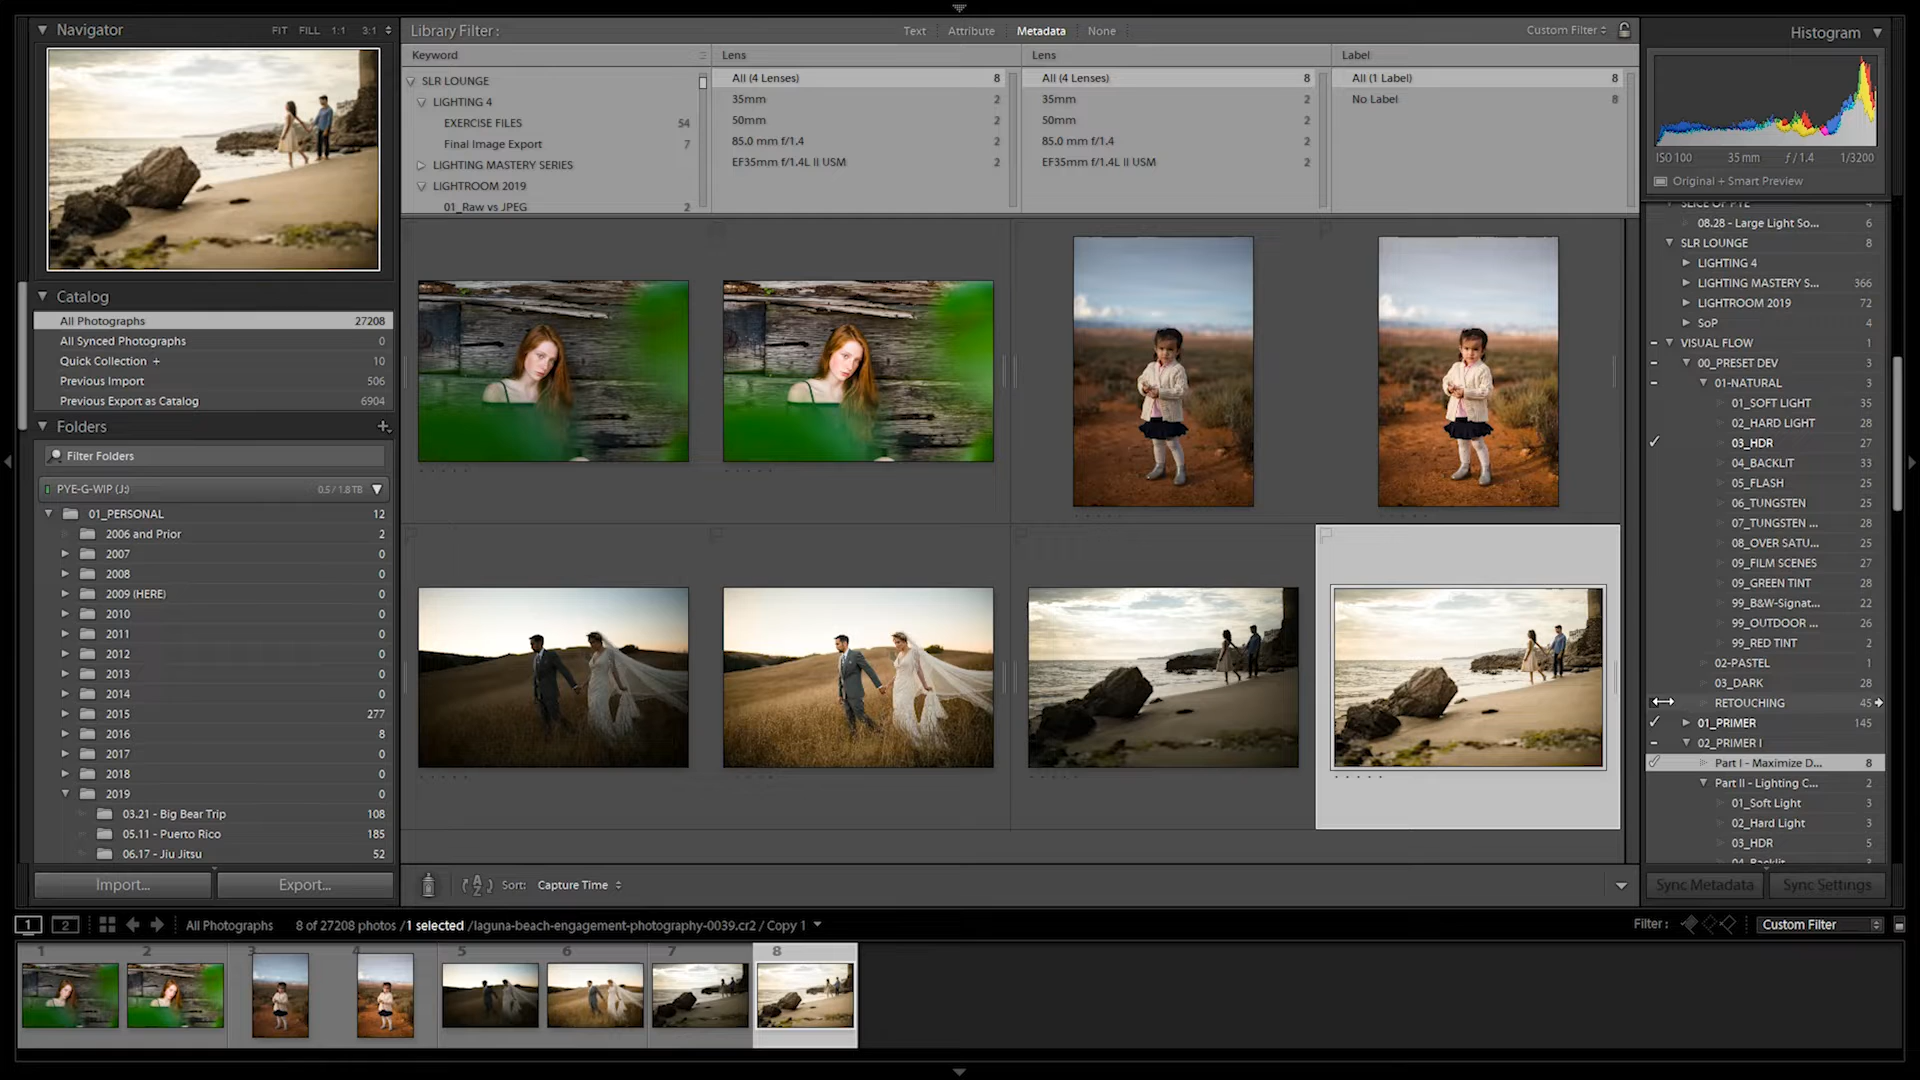 Navigator
FIT FILL 1:1 3:1
Library Filter :
Text Attribute Metadata None
Custom Filter
Histogram
Keyword
SLR LOUNGE
LIGHTING 4
EXERCISE FILES 54
Final Image Export 7
LIGHTING MASTERY SERIES
LIGHTROOM 2019
01_Raw vs JPEG 2
Lens
All (4 Lenses) 8
35mm 2
50mm 2
85.0 mm f/1.4 2
EF35mm f/1.4L II USM 2
Lens
All (4 Lenses) 8
35mm 2
50mm 2
85.0 mm f/1.4 2
EF35mm f/1.4L II USM 2
Label
All (1 Label) 8
No Label 8
ISO 100 35 mm ƒ / 1.4 1/3200
Original + Smart Preview
Catalog
All Photographs 27208
All Synced Photographs 0
Quick Collection + 10
Previous Import 506
Previous Export as Catalog 6904
Folders +
Filter Folders
PYE-G-WIP (J:) 0.5 / 1.8 TB
01_PERSONAL 12
2006 and Prior 2
2007 0
2008 0
2009 (HERE) 0
2010 0
2011 0
2012 0
2013 0
2014 0
2015 277
2016 8
2017 0
2018 0
2019 0
03.21 - Big Bear Trip 108
05.11 - Puerto Rico 185
06.17 - Jiu Jitsu 52
Import... Export...
SLICE OF PYE 4
08.28 - Large Light So... 6
SLR LOUNGE 8
LIGHTING 4
LIGHTING MASTERY S... 366
LIGHTROOM 2019 72
SoP 4
VISUAL FLOW 1
00_PRESET DEV 3
01-NATURAL 3
01_SOFT LIGHT 35
02_HARD LIGHT 28
03_HDR 27
04_BACKLIT 33
05_FLASH 25
06_TUNGSTEN 25
07_TUNGSTEN ... 28
08_OVER SATU... 25
09_FILM SCENES 27
09_GREEN TINT 28
99_B&W-Signat... 22
99_OUTDOOR ... 26
99_RED TINT 2
02-PASTEL 1
03_DARK 28
RETOUCHING 45
01_PRIMER 145
02_PRIMER I
Part I - Maximize D... 8
Part II - Lighting C... 2
01_Soft Light 3
02_Hard Light 3
03_HDR 5
04_Backlit
Sync Metadata Sync Settings
Sort: Capture Time
1 2 All Photographs 8 of 27208 photos / 1 selected / laguna-beach-engagement-photography-0039.cr2 / Copy 1
Filter : Custom Filter
1 2 3 4 5 6 7 8